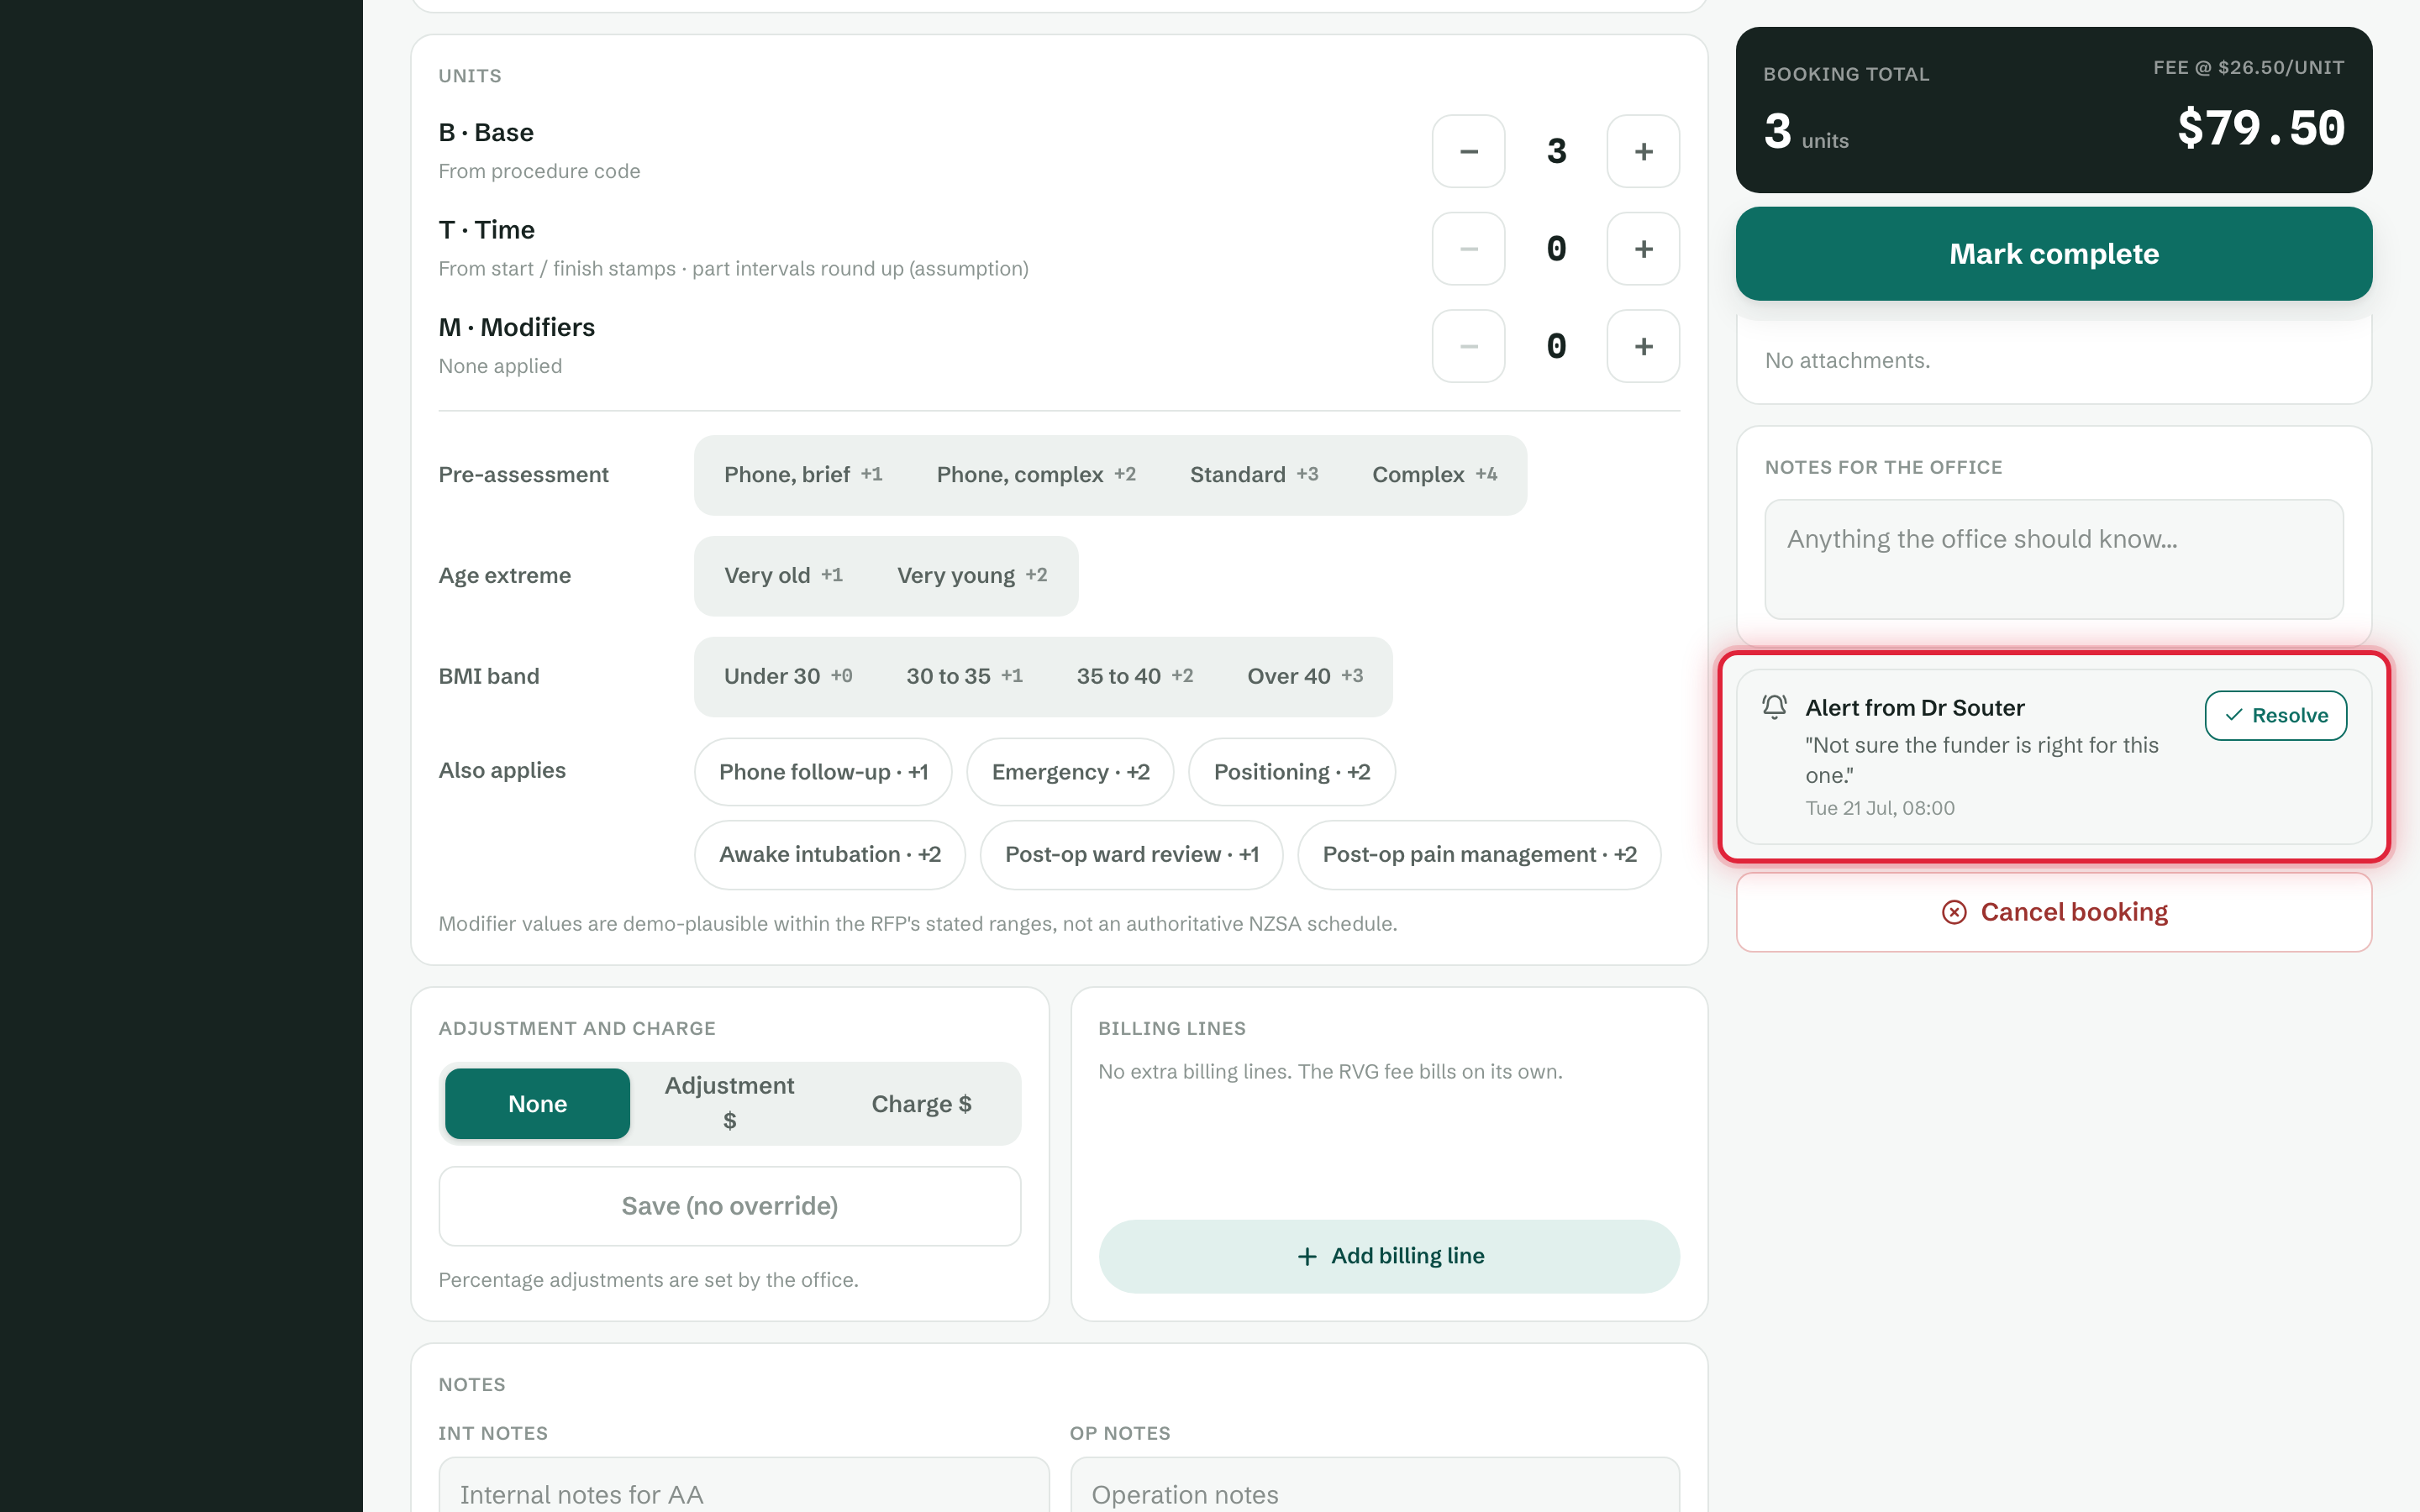 UNITS
B · Base
From procedure code
− 3 +
T · Time
From start / finish stamps · part intervals round up (assumption)
− 0 +
M · Modifiers
None applied
− 0 +
Pre-assessment
Phone, brief +1 Phone, complex +2 Standard +3 Complex +4
Age extreme
Very old +1 Very young +2
BMI band
Under 30 +0 30 to 35 +1 35 to 40 +2 Over 40 +3
Also applies
Phone follow-up · +1 Emergency · +2 Positioning · +2
Awake intubation · +2 Post-op ward review · +1 Post-op pain management · +2
Modifier values are demo-plausible within the RFP's stated ranges, not an authoritative NZSA schedule.
ADJUSTMENT AND CHARGE
None
Adjustment
$
Charge $
Save (no override)
Percentage adjustments are set by the office.
BILLING LINES
No extra billing lines. The RVG fee bills on its own.
+ Add billing line
NOTES
INT NOTES
Internal notes for AA
OP NOTES
Operation notes
BOOKING TOTAL
3 units
FEE @ $26.50/UNIT
$79.50
Mark complete
No attachments.
NOTES FOR THE OFFICE
Anything the office should know...
Alert from Dr Souter
"Not sure the funder is right for this
one."
Tue 21 Jul, 08:00
Resolve
Cancel booking